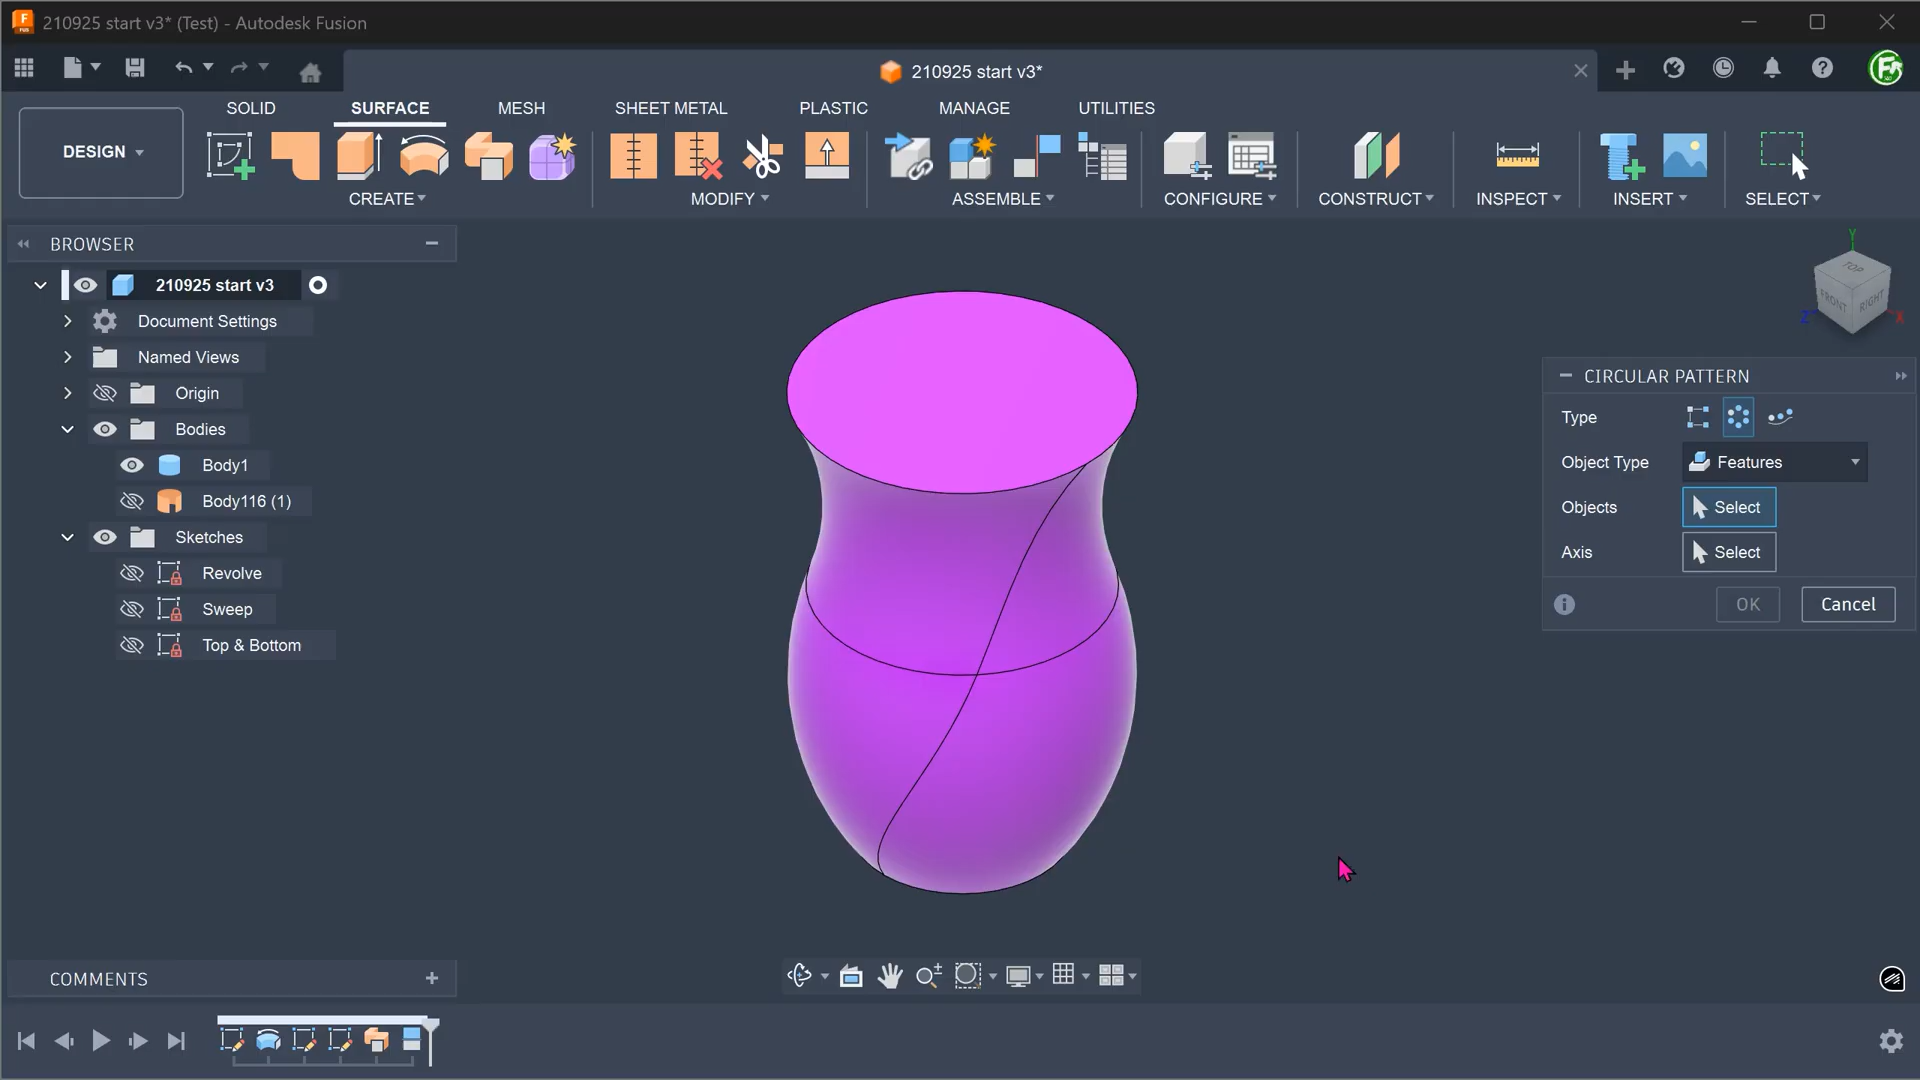 210925 start v3* (Test) - Autodesk Fusion
210925 start v3*
SOLID SURFACE MESH SHEET METAL PLASTIC MANAGE UTILITIES
DESIGN
CREATE MODIFY ASSEMBLE CONFIGURE CONSTRUCT INSPECT INSERT SELECT
BROWSER
210925 start v3
Document Settings
Named Views
Origin
Bodies
Body1
Body116 (1)
Sketches
Revolve
Sweep
Top & Bottom
Y
TOP
FRONT RIGHT
Z X
CIRCULAR PATTERN
Type
Object Type Features
Objects Select
Axis Select
OK Cancel
COMMENTS